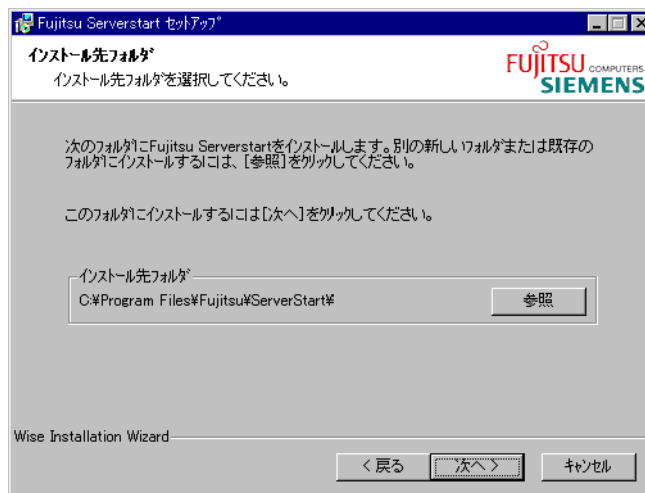 Fujitsu Serverstart セットアップ
インストール先フォルダ
インストール先フォルダを選択してください。
FUJITSU COMPUTERS
SIEMENS
次のフォルダにFujitsu Serverstartをインストールします。別の新しいフォルダまたは既存の
フォルダにインストールするには、[参照]をクリックしてください。
このフォルダにインストールするには[次へ]をクリックしてください。
インストール先フォルダ
C:¥Program Files¥Fujitsu¥ServerStart¥
参照
Wise Installation Wizard
< 戻る
次へ >
キャンセル